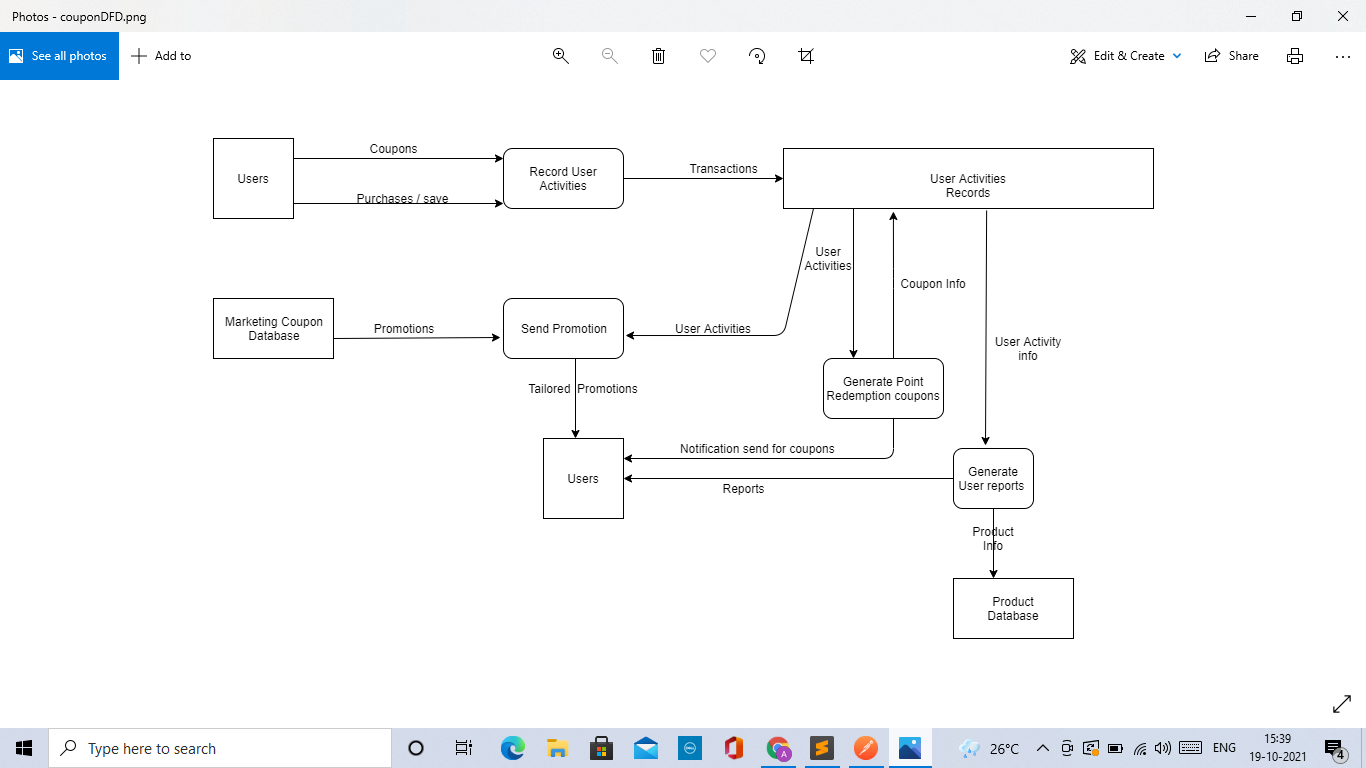 Photos - couponDFD.png
See all photos
Add to
Edit & Create
Share
Coupons
Users
Purchases / save
Record User
Activities
Transactions
User Activities
Records
User
Activities
Coupon Info
Marketing Coupon
Database
Promotions
Send Promotion
User Activities
User Activity
info
Tailored Promotions
Generate Point
Redemption coupons
Notification send for coupons
Users
Reports
Generate
User reports
Product
Info
Product
Database
Type here to search
DELL
A
26°C
ENG
15:39
19-10-2021
4